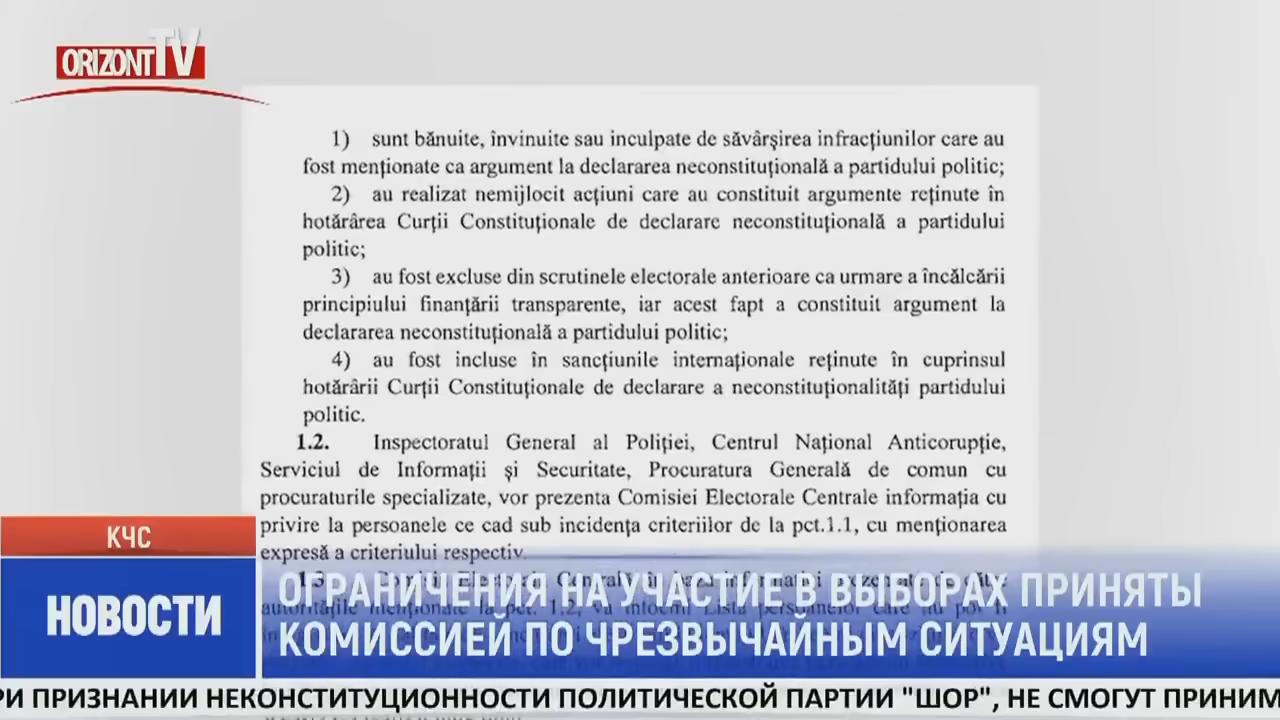 ORIZONT TV
1) sunt bănuite, învinuite sau inculpate de săvârşirea infracţiunilor care au
fost menţionate ca argument la declararea neconstituţională a partidului politic;
2) au realizat nemijlocit acţiuni care au constituit argumente reţinute în
hotărârea Curţii Constituţionale de declarare neconstituţională a partidului
politic;
3) au fost excluse din scrutinele electorale anterioare ca urmare a încălcării
principiului finanţării transparente, iar acest fapt a constituit argument la
declararea neconstituţională a partidului politic;
4) au fost incluse în sancţiunile internaţionale reţinute în cuprinsul
hotărârii Curţii Constituţionale de declarare a neconstituţionalităţi partidului
politic.
1.2. Inspectoratul General al Poliţiei, Centrul Naţional Anticorupţie,
Serviciul de Informaţii şi Securitate, Procuratura Generală de comun cu
procuraturile specializate, vor prezenta Comisiei Electorale Centrale informaţia cu
privire la persoanele ce cad sub incidenţa criteriilor de la pct.1.1, cu menţionarea
expresă a criteriului respectiv.
КЧС
НОВОСТИ
ОГРАНИЧЕНИЯ НА УЧАСТИЕ В ВЫБОРАХ ПРИНЯТЫ
КОМИССИЕЙ ПО ЧРЕЗВЫЧАЙНЫМ СИТУАЦИЯМ
РИ ПРИЗНАНИИ НЕКОНСТИТУЦИОННОСТИ ПОЛИТИЧЕСКОЙ ПАРТИИ "ШОР", НЕ СМОГУТ ПРИНИМ